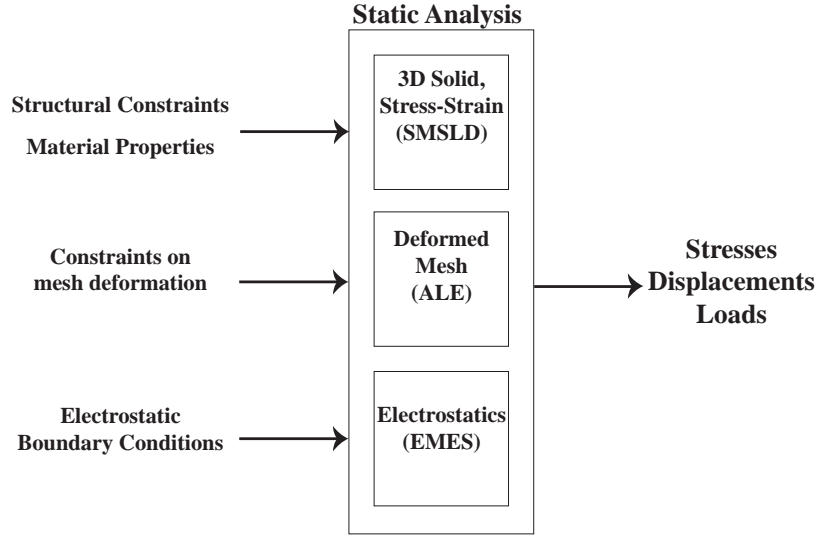 Static Analysis
Structural Constraints
Material Properties
3D Solid,
Stress-Strain
(SMSLD)
Constraints on
mesh deformation
Deformed
Mesh
(ALE)
Stresses
Displacements
Loads
Electrostatic
Boundary Conditions
Electrostatics
(EMES)